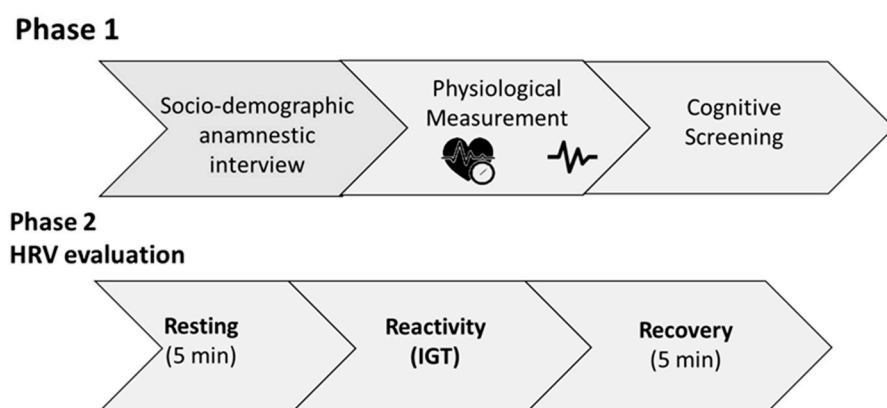 Phase 1
Socio-demographic
anamnestic
interview
Physiological
Measurement
Cognitive
Screening
Phase 2
HRV evaluation
Resting
(5 min)
Reactivity
(IGT)
Recovery
(5 min)